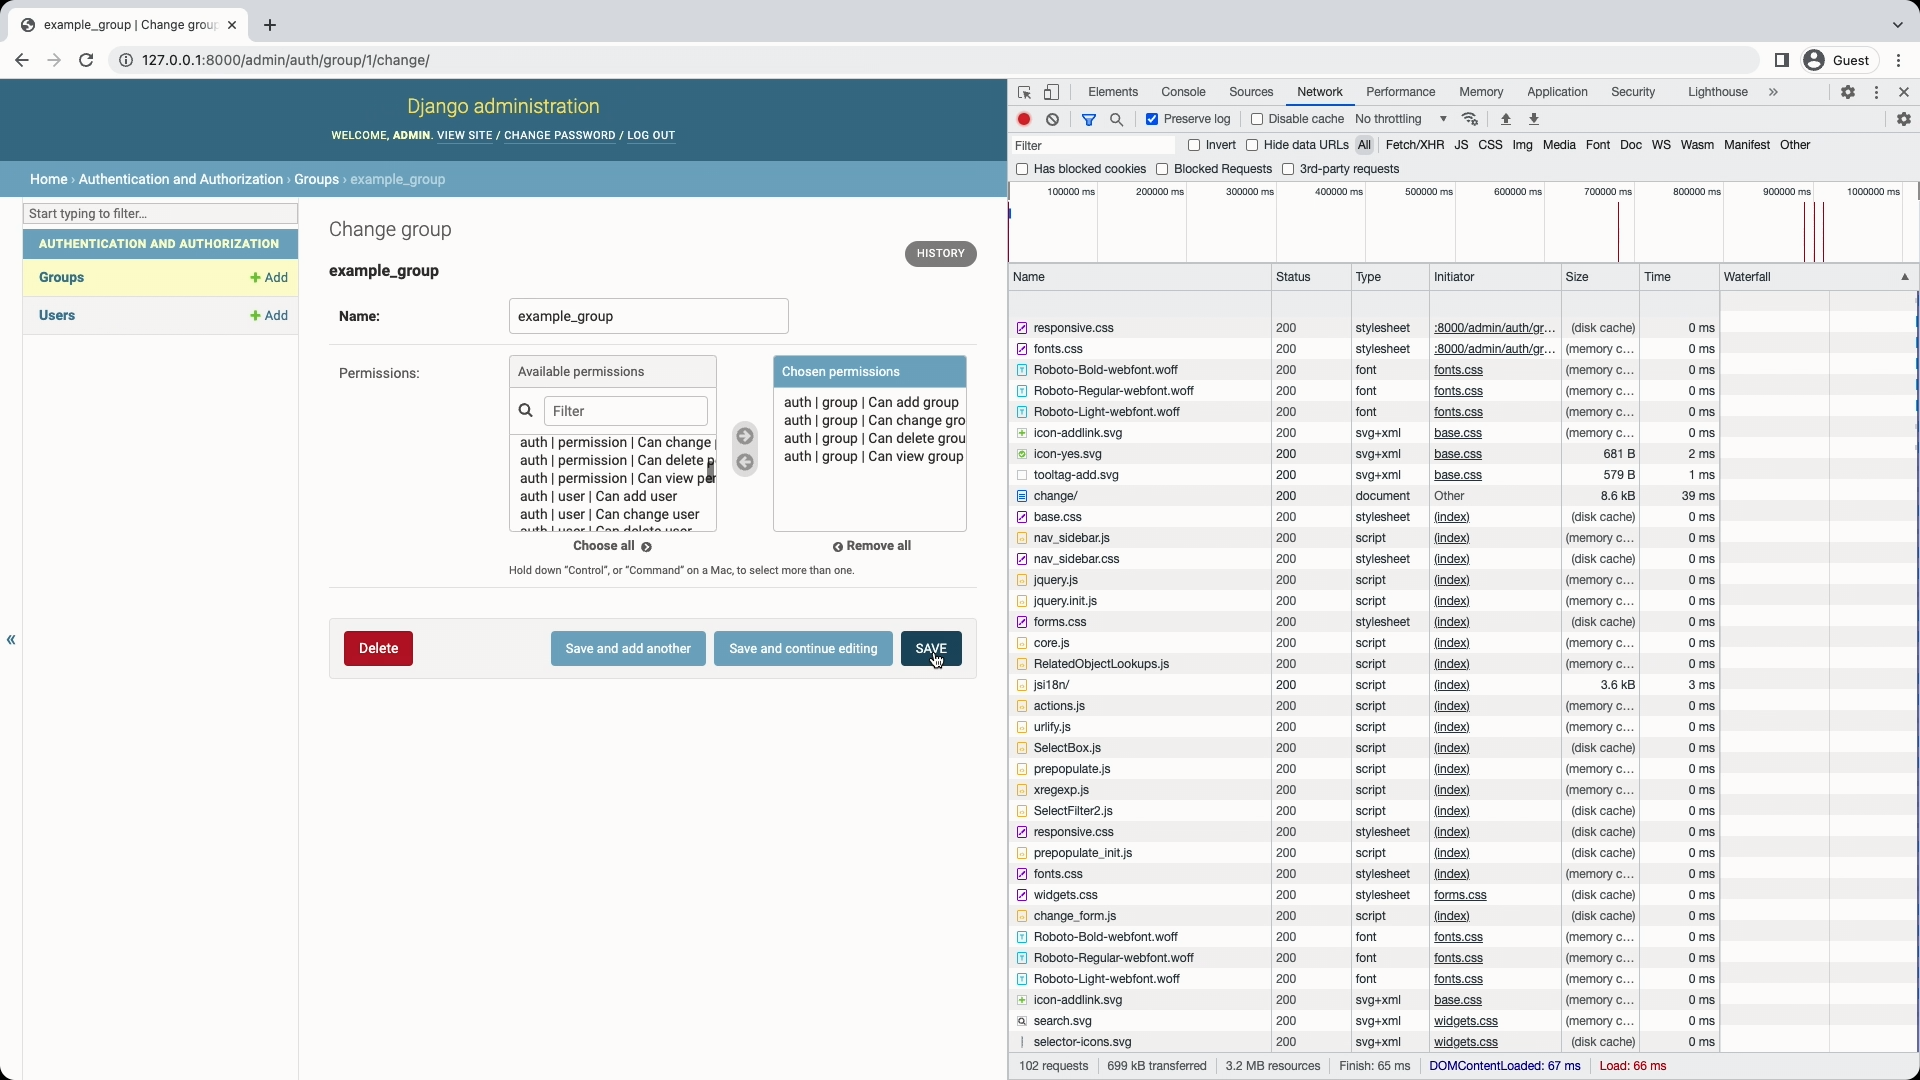 example_group | Change group
127.0.0.1:8000/admin/auth/group/1/change/
Guest
Django administration
WELCOME, ADMIN. VIEW SITE / CHANGE PASSWORD / LOG OUT
Home › Authentication and Authorization › Groups › example_group
Start typing to filter...
AUTHENTICATION AND AUTHORIZATION
Groups + Add
Users + Add
«
Change group
HISTORY
example_group
Name: example_group
Permissions:
Available permissions
Filter
auth | permission | Can change
auth | permission | Can delete p
auth | permission | Can view per
auth | user | Can add user
auth | user | Can change user
auth | user | Can delete user
Choose all
Chosen permissions
auth | group | Can add group
auth | group | Can change gro
auth | group | Can delete grou
auth | group | Can view group
Remove all
Hold down “Control”, or “Command” on a Mac, to select more than one.
Delete Save and add another Save and continue editing SAVE
Elements Console Sources Network Performance Memory Application Security Lighthouse »
Preserve log Disable cache No throttling
Filter Invert Hide data URLs All Fetch/XHR JS CSS Img Media Font Doc WS Wasm Manifest Other
Has blocked cookies Blocked Requests 3rd-party requests
100000 ms 200000 ms 300000 ms 400000 ms 500000 ms 600000 ms 700000 ms 800000 ms 900000 ms 1000000 ms
Name Status Type Initiator Size Time Waterfall
responsive.css 200 stylesheet :8000/admin/auth/gr... (disk cache) 0 ms
fonts.css 200 stylesheet :8000/admin/auth/gr... (memory c... 0 ms
Roboto-Bold-webfont.woff 200 font fonts.css (memory c... 0 ms
Roboto-Regular-webfont.woff 200 font fonts.css (memory c... 0 ms
Roboto-Light-webfont.woff 200 font fonts.css (memory c... 0 ms
icon-addlink.svg 200 svg+xml base.css (memory c... 0 ms
icon-yes.svg 200 svg+xml base.css 681 B 2 ms
tooltag-add.svg 200 svg+xml base.css 579 B 1 ms
change/ 200 document Other 8.6 kB 39 ms
base.css 200 stylesheet (index) (disk cache) 0 ms
nav_sidebar.js 200 script (index) (memory c... 0 ms
nav_sidebar.css 200 stylesheet (index) (disk cache) 0 ms
jquery.js 200 script (index) (memory c... 0 ms
jquery.init.js 200 script (index) (memory c... 0 ms
forms.css 200 stylesheet (index) (disk cache) 0 ms
core.js 200 script (index) (memory c... 0 ms
RelatedObjectLookups.js 200 script (index) (memory c... 0 ms
jsi18n/ 200 script (index) 3.6 kB 3 ms
actions.js 200 script (index) (memory c... 0 ms
urlify.js 200 script (index) (memory c... 0 ms
SelectBox.js 200 script (index) (disk cache) 0 ms
prepopulate.js 200 script (index) (memory c... 0 ms
xregexp.js 200 script (index) (memory c... 0 ms
SelectFilter2.js 200 script (index) (disk cache) 0 ms
responsive.css 200 stylesheet (index) (disk cache) 0 ms
prepopulate_init.js 200 script (index) (disk cache) 0 ms
fonts.css 200 stylesheet (index) (memory c... 0 ms
widgets.css 200 stylesheet forms.css (disk cache) 0 ms
change_form.js 200 script (index) (disk cache) 0 ms
Roboto-Bold-webfont.woff 200 font fonts.css (memory c... 0 ms
Roboto-Regular-webfont.woff 200 font fonts.css (memory c... 0 ms
Roboto-Light-webfont.woff 200 font fonts.css (memory c... 0 ms
icon-addlink.svg 200 svg+xml base.css (memory c... 0 ms
search.svg 200 svg+xml widgets.css (memory c... 0 ms
selector-icons.svg 200 svg+xml widgets.css (disk cache) 0 ms
102 requests 699 kB transferred 3.2 MB resources Finish: 65 ms DOMContentLoaded: 67 ms Load: 66 ms